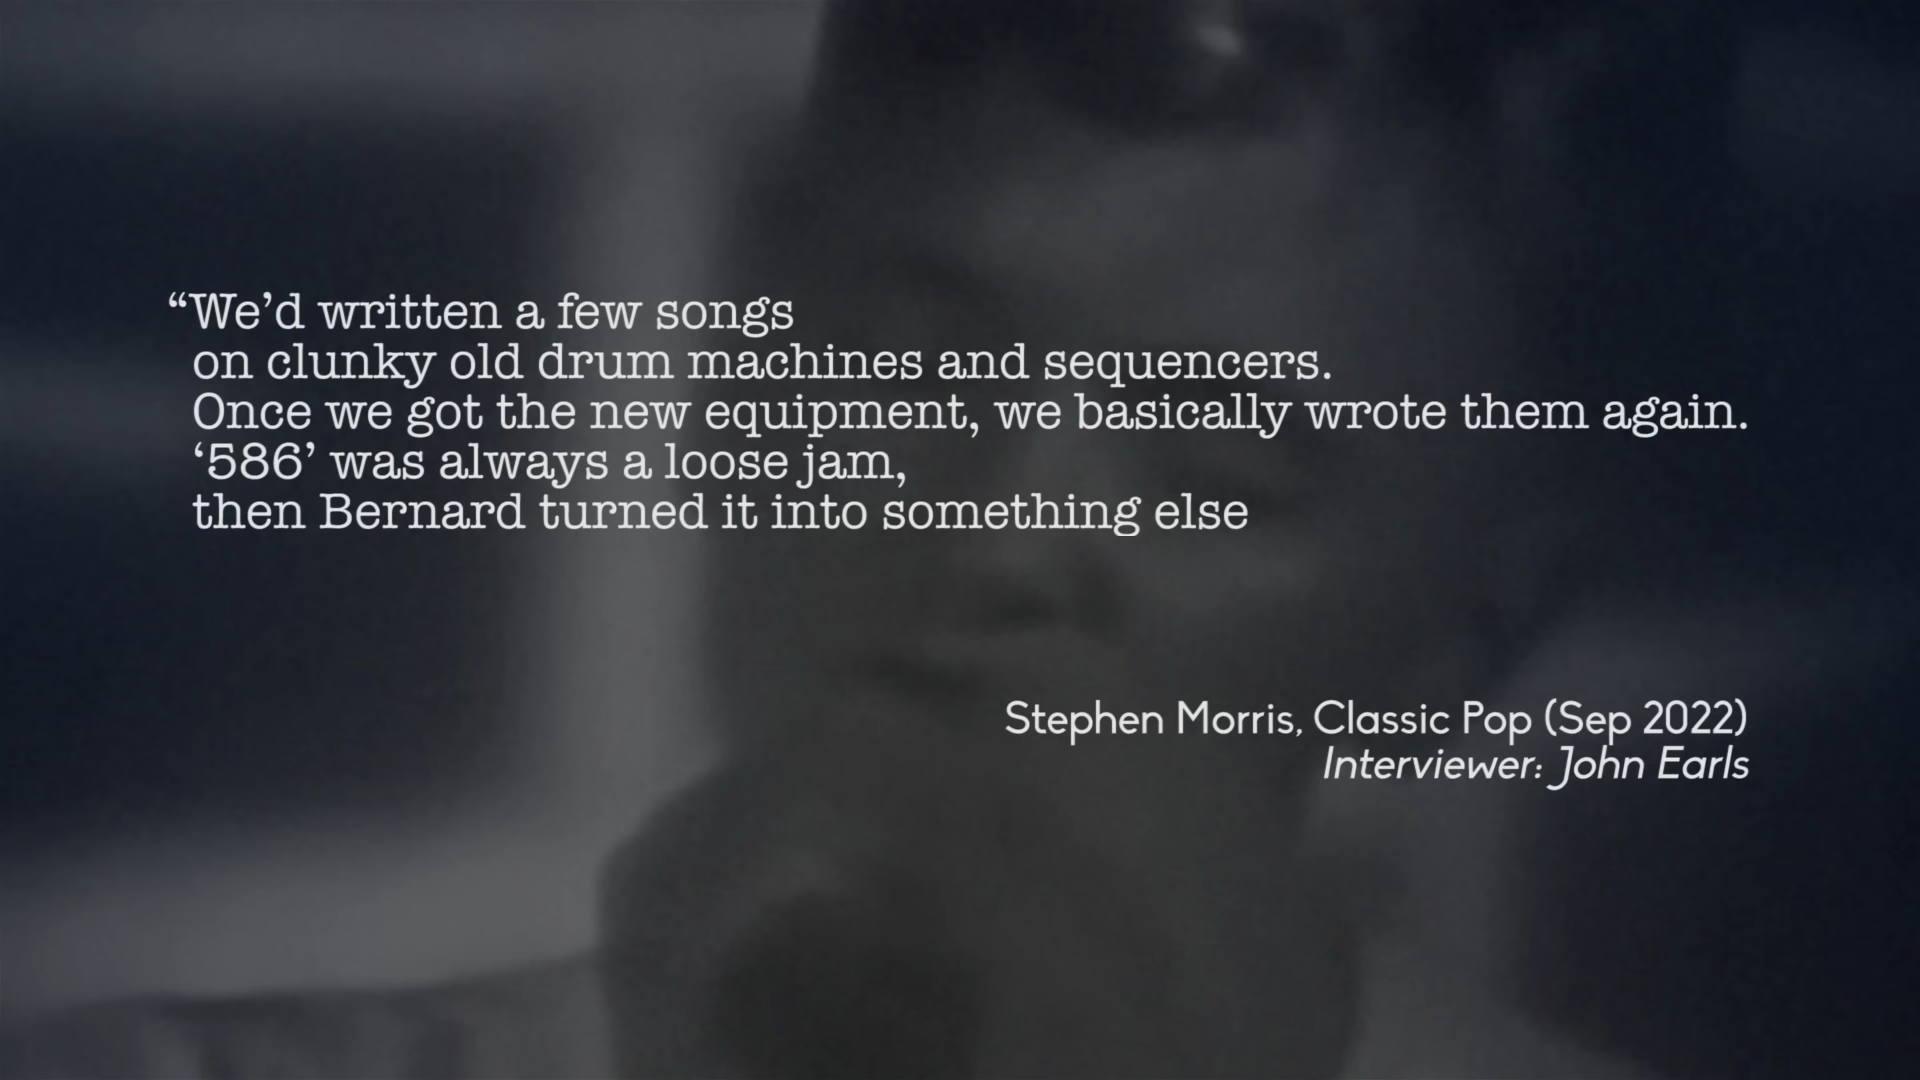 “We’d written a few songs
on clunky old drum machines and sequencers.
Once we got the new equipment, we basically wrote them again.
‘586’ was always a loose jam,
then Bernard turned it into something else
Stephen Morris, Classic Pop (Sep 2022)
Interviewer: John Earls